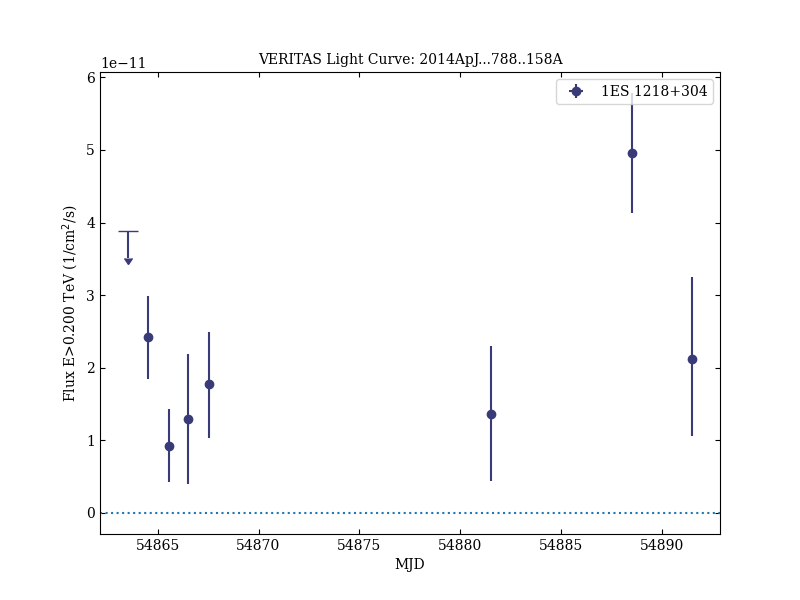 VERITAS Light Curve: 2014ApJ...788..158A
1e−11
1ES 1218+304
6
5
4
3
2
1
0
Flux E>0.200 TeV (1/cm²/s)
54865 54870 54875 54880 54885 54890
MJD